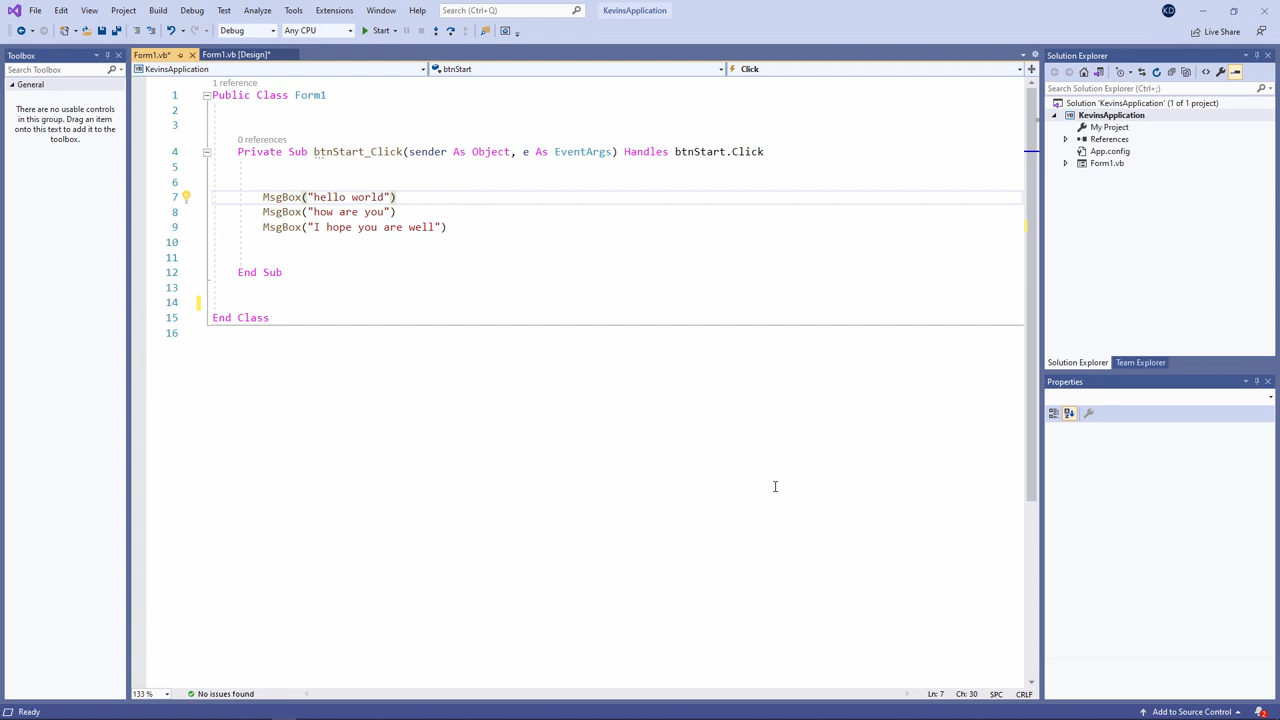 File Edit View Project Build Debug Test Analyze Tools Extensions Window Help Search (Ctrl+Q) KevinsApplication KD
Debug Any CPU Start Live Share
Toolbox
Search Toolbox
General
There are no usable controls
in this group. Drag an item
onto this text to add it to the
toolbox.
Form1.vb* Form1.vb [Design]*
KevinsApplication btnStart Click
1 reference
1 Public Class Form1
2
3
0 references
4 Private Sub btnStart_Click(sender As Object, e As EventArgs) Handles btnStart.Click
5
6
7 MsgBox("hello world")
8 MsgBox("how are you")
9 MsgBox("I hope you are well")
10
11
12 End Sub
13
14
15 End Class
16
133 % No issues found Ln: 7 Ch: 30 SPC CRLF
Solution Explorer
Search Solution Explorer (Ctrl+;)
Solution 'KevinsApplication' (1 of 1 project)
KevinsApplication
My Project
References
App.config
Form1.vb
Solution Explorer Team Explorer
Properties
Ready Add to Source Control 2